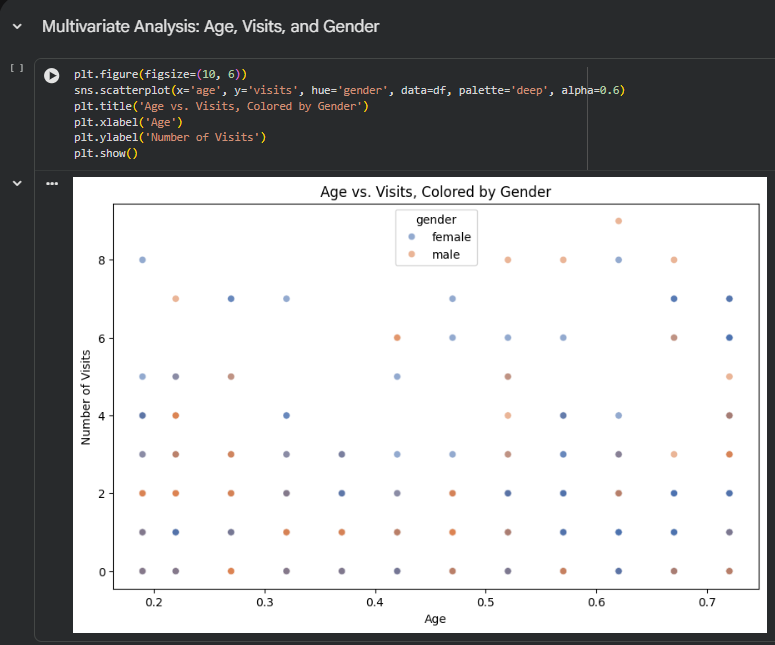 Multivariate Analysis: Age, Visits, and Gender
[ ]
plt.figure(figsize=(10, 6))
sns.scatterplot(x='age', y='visits', hue='gender', data=df, palette='deep', alpha=0.6)
plt.title('Age vs. Visits, Colored by Gender')
plt.xlabel('Age')
plt.ylabel('Number of Visits')
plt.show()
Age vs. Visits, Colored by Gender
gender
female
male
Number of Visits
8
6
4
2
0
0.2 0.3 0.4 0.5 0.6 0.7
Age